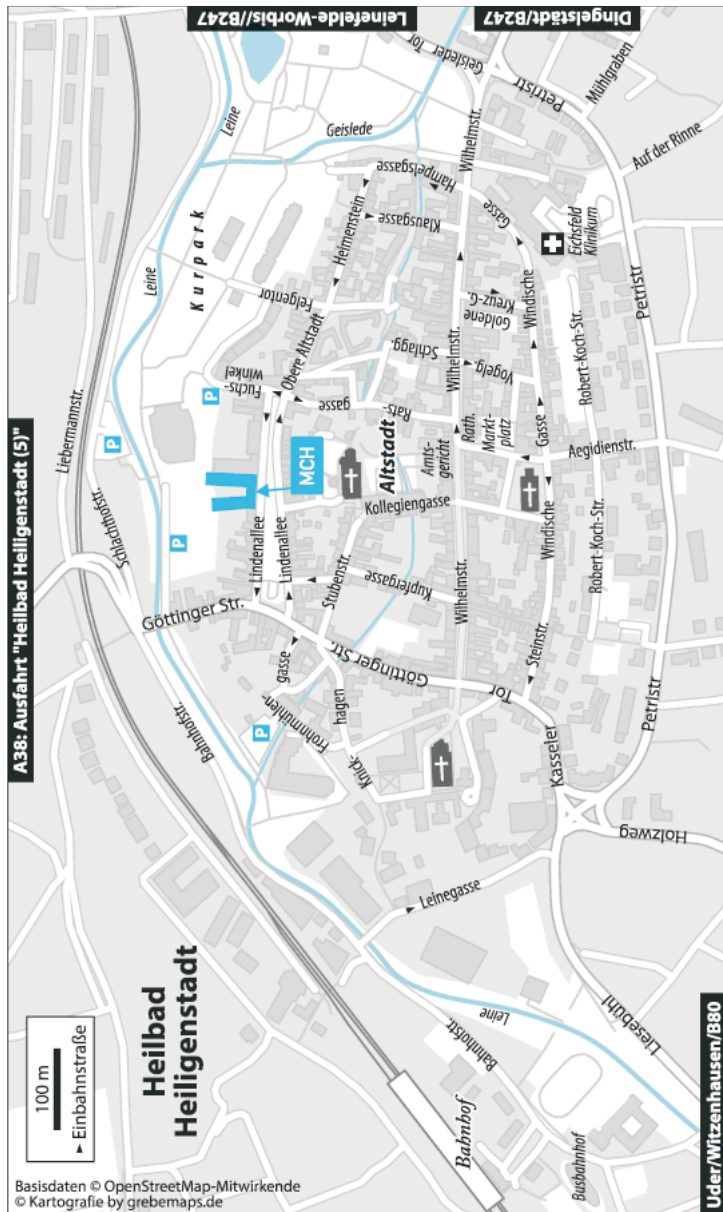 A38: Ausfahrt "Heilbad Heiligenstadt (5)"
Leinefelde-Worbis//B247
Dingelstädt/B247
Uder/Witzenhausen/B80
Heilbad
Heiligenstadt
100 m
► Einbahnstraße
Basisdaten © OpenStreetMap-Mitwirkende
© Kartografie by grebemaps.de
Liebermannstr.
Schlachthofstr.
Leine
Leine
Kurpark
Geislede
Geisleder Tor
Petristr
Mühlgraben
Auf der Rinne
Wilhelmstr.
Hampelsgasse
Klausgasse
Heimenstein
Felgentor
Obere Altstadt
Fuchs-
winkel
P
P
P
P
MCH
Lindenallee
Lindenallee
Göttinger Str.
Bahnhofstr.
Stubenstr.
Kupfergasse
Kollegiengasse
Altstadt
Amts-
gericht
Rats-
gasse
Schlagg.
Vogelg.
Wilhelmstr.
Rath.
Markt-
platz
Goldene
Kreuz-G.
Windische
Gasse
Eichsfeld
Klinikum
Robert-Koch-Str.
Petristr
Aegidienstr.
Gasse
Windische
Robert-Koch-Str.
Wilhelmstr.
Steinstr.
Göttinger Str.
Frohnmühlen-
gasse
Knick-
hagen
Kasseler
Tor
Petristr
Holzweg
Leinegasse
Liesebühl
Leine
Bahnhofstr.
Bahnhof
Busbahnhof